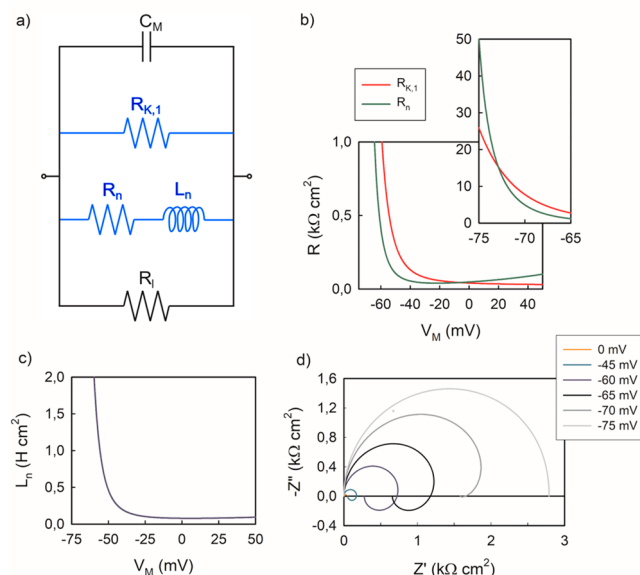 a)
C_M
R_K,1
R_n
L_n
R_l
b)
R_K,1
R_n
50
40
30
20
10
0
-75
-70
-65
1,0
0,5
0,0
R (kΩ cm²)
-60
-40
-20
0
20
40
V_M (mV)
c)
2,0
1,5
1,0
0,5
0,0
L_n (H cm²)
-75
-50
-25
0
25
50
V_M (mV)
d)
0 mV
-45 mV
-60 mV
-65 mV
-70 mV
-75 mV
1,6
1,2
0,8
0,4
0,0
-0,4
-Z'' (kΩ cm²)
0
1
2
3
Z' (kΩ cm²)